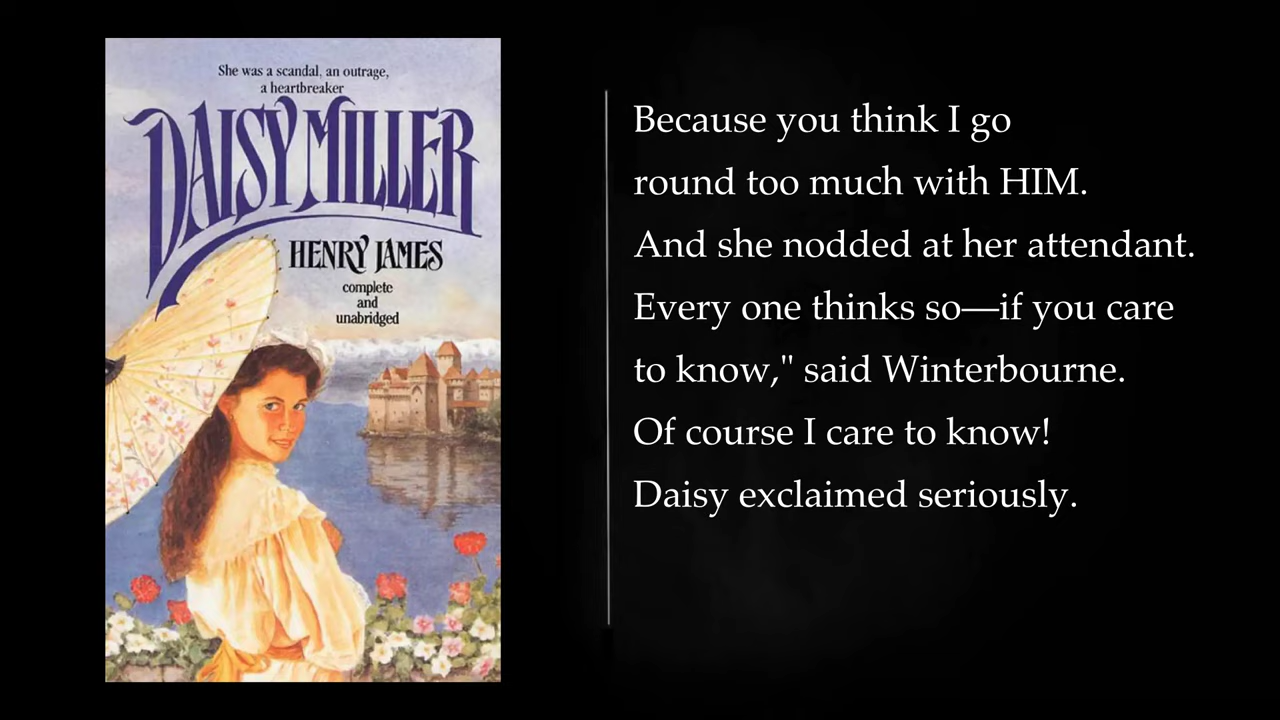 She was a scandal, an outrage,
a heartbreaker
DAISY MILLER
HENRY JAMES
complete
and
unabridged
Because you think I go
round too much with HIM.
And she nodded at her attendant.
Every one thinks so—if you care
to know," said Winterbourne.
Of course I care to know!
Daisy exclaimed seriously.